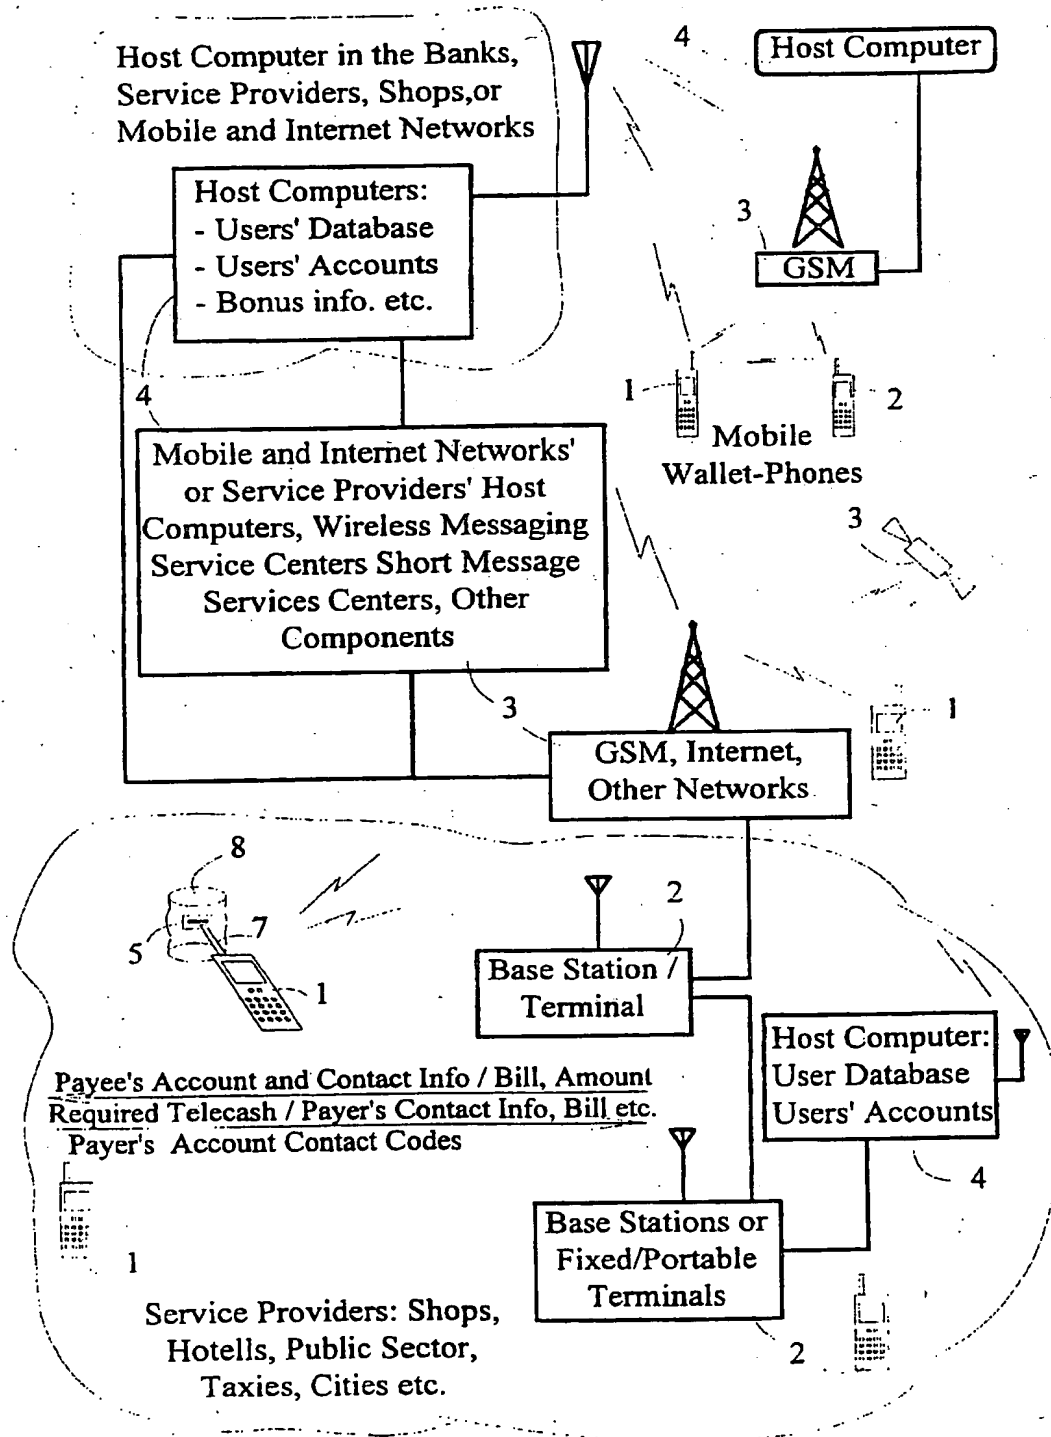 Host Computer in the Banks,
Service Providers, Shops,or
Mobile and Internet Networks
4
Host Computer
Host Computers:
- Users' Database
- Users' Accounts
- Bonus info. etc.
3
GSM
4
1
2
Mobile
Wallet-Phones
Mobile and Internet Networks'
or Service Providers' Host
Computers, Wireless Messaging
Service Centers Short Message
Services Centers, Other
Components
3
3
1
GSM, Internet,
Other Networks
8
5
7
1
2
Base Station /
Terminal
Host Computer:
User Database
Users' Accounts
4
Payee's Account and Contact Info / Bill, Amount
Required Telecash / Payer's Contact Info, Bill etc.
Payer's Account Contact Codes
1
Base Stations or
Fixed/Portable
Terminals
2
Service Providers: Shops,
Hotells, Public Sector,
Taxies, Cities etc.